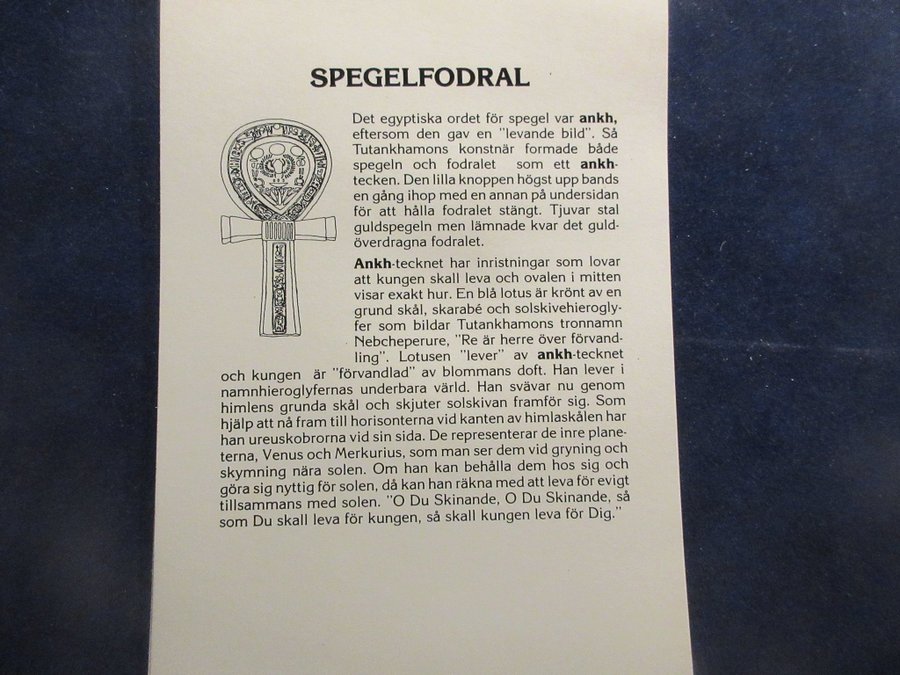 SPEGELFODRAL
Det egyptiska ordet för spegel var ankh,
eftersom den gav en "levande bild". Så
Tutankhamons konstnär formade både
spegeln och fodralet som ett ankh-
tecken. Den lilla knoppen högst upp bands
en gång ihop med en annan på undersidan
för att hålla fodralet stängt. Tjuvar stal
guldspegeln men lämnade kvar det guld-
överdragna fodralet.
Ankh-tecknet har inristningar som lovar
att kungen skall leva och ovalen i mitten
visar exakt hur. En blå lotus är krönt av en
grund skål, skarabé och solskivehierogly-
fer som bildar Tutankhamons tronnamn
Nebcheperure, "Re är herre över förvand-
ling". Lotusen "lever" av ankh-tecknet
och kungen är "förvandlad" av blommans doft. Han lever i
namnhieroglyfernas underbara värld. Han svävar nu genom
himlens grunda skål och skjuter solskivan framför sig. Som
hjälp att nå fram till horisonterna vid kanten av himlaskålen har
han ureuskobrorna vid sin sida. De representerar de inre plane-
terna, Venus och Merkurius, som man ser dem vid gryning och
skymning nära solen. Om han kan behålla dem hos sig och
göra sig nyttig för solen, då kan han räkna med att leva för evigt
tillsammans med solen. "O Du Skinande, O Du Skinande, så
som Du skall leva för kungen, så skall kungen leva för Dig."